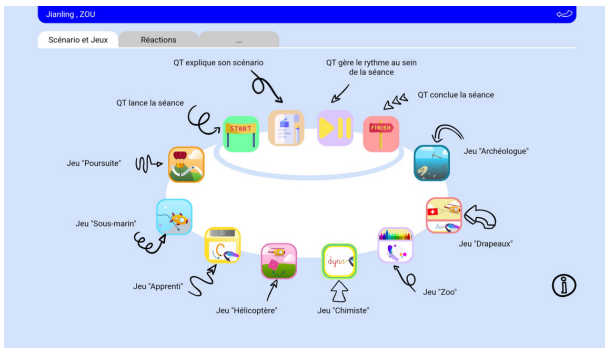 Jianling , ZOU
Scénario et Jeux
Réactions
...
QT explique son scénario
QT gère le rythme au sein
de la séance
QT lance la séance
QT conclue la séance
START
FINISH
Jeu "Poursuite"
Jeu "Archéologue"
Jeu "Sous-marin"
Jeu "Drapeaux"
C
dyna
Jeu "Apprenti"
Jeu "Zoo"
Jeu "Hélicoptère"
Jeu "Chimiste"
i